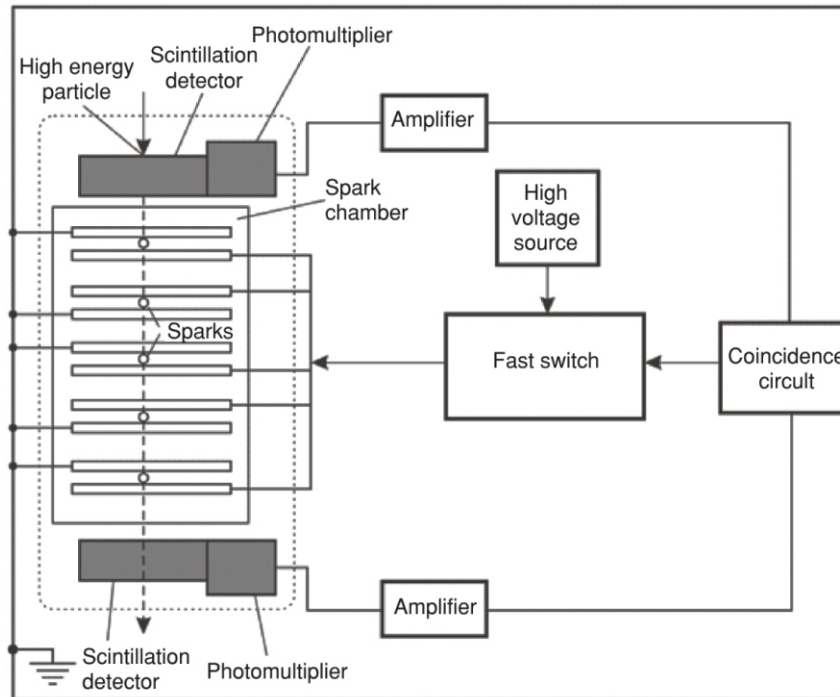 Photomultiplier
Scintillation
detector
High energy
particle
Amplifier
High
voltage
source
Spark
chamber
Sparks
Fast switch
Coincidence
circult
Amplifier
Scintillation
detector
Photomultiplier